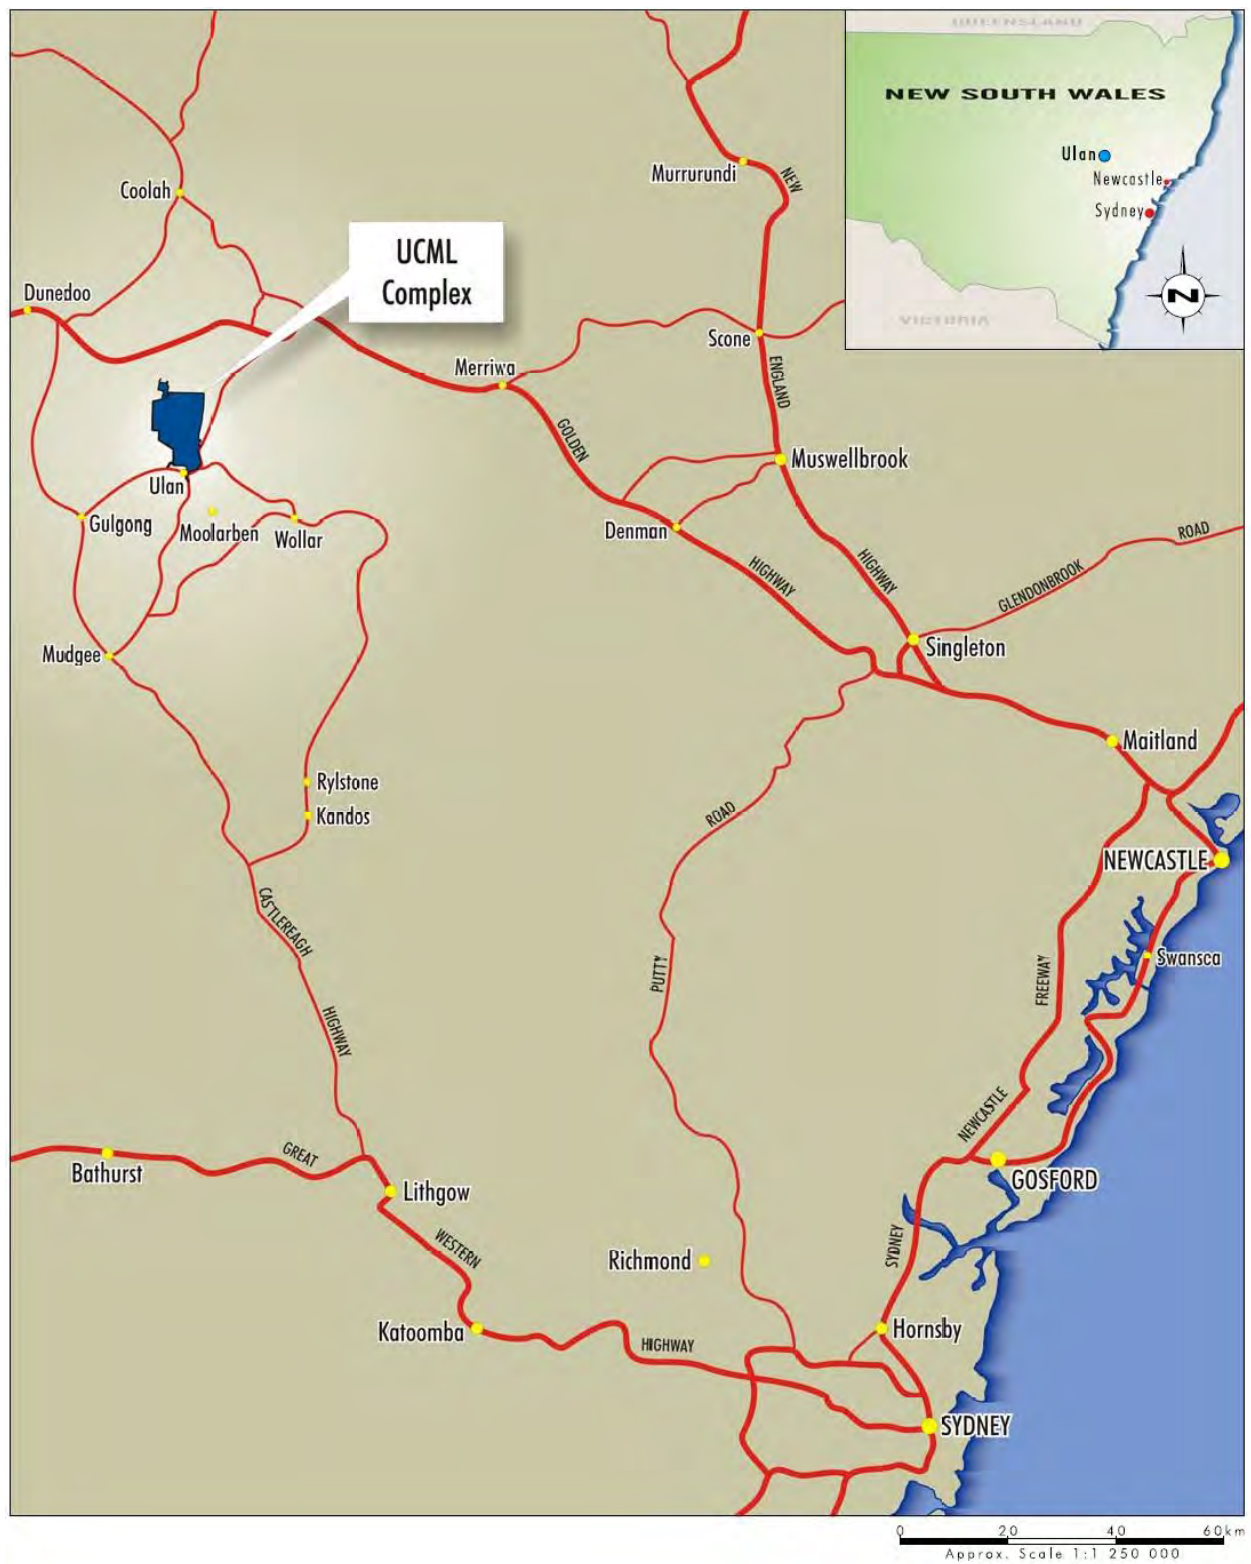 QUEENSLAND
NEW SOUTH WALES
Ulan
Newcastle
Sydney
N
VICTORIA
Murrurundi
NEW
Coolah
UCML
Complex
Dunedoo
Scone
ENGLAND
Merriwa
GOLDEN
Muswellbrook
Ulan
Gulgong
Moolarben
Wollar
Denman
HIGHWAY
HIGHWAY
GLENDONBROOK
ROAD
Singleton
Mudgee
Maitland
Rylstone
Kandos
ROAD
NEWCASTLE
CASTLEREAGH
HIGHWAY
PUTTY
FREEWAY
Swansca
NEWCASTLE
Bathurst
GREAT
Lithgow
GOSFORD
WESTERN
Richmond
SYDNEY
Katoomba
HIGHWAY
Hornsby
SYDNEY
0 20 40 60km
Approx. Scale 1:1 250 000